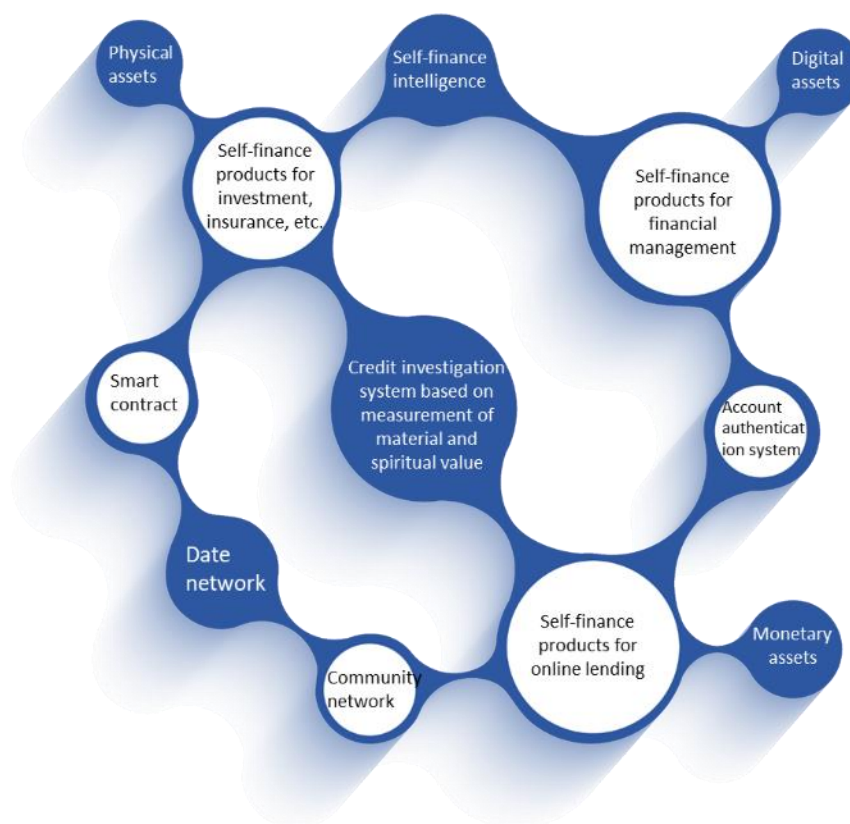 Physical
assets
Self-finance
intelligence
Digital
assets
Self-finance
products for
investment,
insurance, etc.
Self-finance
products for
financial
management
Smart
contract
Credit investigation
system based on
measurement of
material and
spiritual value
Account
authenticat
ion system
Date
network
Community
network
Self-finance
products for
online lending
Monetary
assets